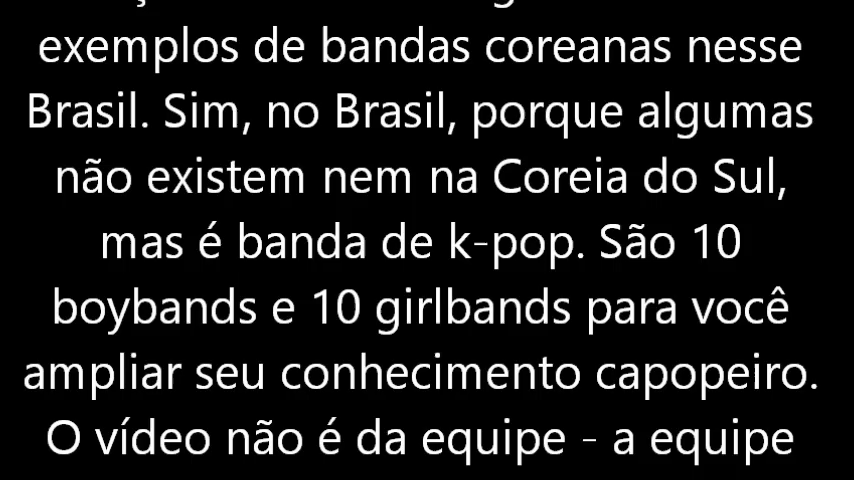 exemplos de bandas coreanas nesse
Brasil. Sim, no Brasil, porque algumas
não existem nem na Coreia do Sul,
mas é banda de k-pop. São 10
boybands e 10 girlbands para você
ampliar seu conhecimento capopeiro.
O vídeo não é da equipe - a equipe